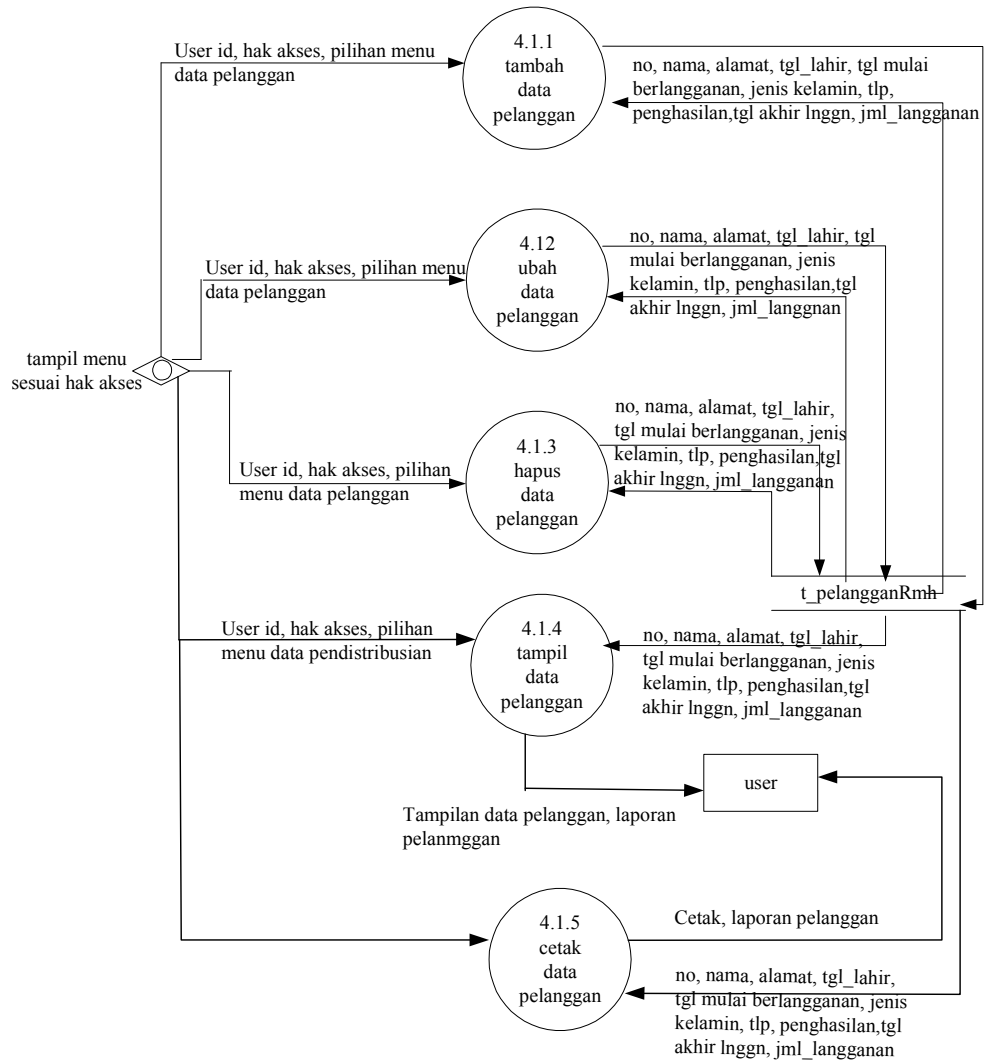 User id, hak akses, pilihan menu
data pelanggan
4.1.1
tambah
data
pelanggan
no, nama, alamat, tgl_lahir, tgl mulai
berlangganan, jenis kelamin, tlp,
penghasilan,tgl akhir lnggn, jml_langganan
User id, hak akses, pilihan menu
data pelanggan
4.12
ubah
data
pelanggan
no, nama, alamat, tgl_lahir, tgl
mulai berlangganan, jenis
kelamin, tlp, penghasilan,tgl
akhir lnggn, jml_langgnan
tampil menu
sesuai hak akses
User id, hak akses, pilihan
menu data pelanggan
4.1.3
hapus
data
pelanggan
no, nama, alamat, tgl_lahir,
tgl mulai berlangganan, jenis
kelamin, tlp, penghasilan,tgl
akhir lnggn, jml_langganan
t_pelangganRmh
User id, hak akses, pilihan
menu data pendistribusian
4.1.4
tampil
data
pelanggan
no, nama, alamat, tgl_lahir,
tgl mulai berlangganan, jenis
kelamin, tlp, penghasilan,tgl
akhir lnggn, jml_langganan
user
Tampilan data pelanggan, laporan
pelanmggan
4.1.5
cetak
data
pelanggan
Cetak, laporan pelanggan
no, nama, alamat, tgl_lahir,
tgl mulai berlangganan, jenis
kelamin, tlp, penghasilan,tgl
akhir lnggn, jml_langganan